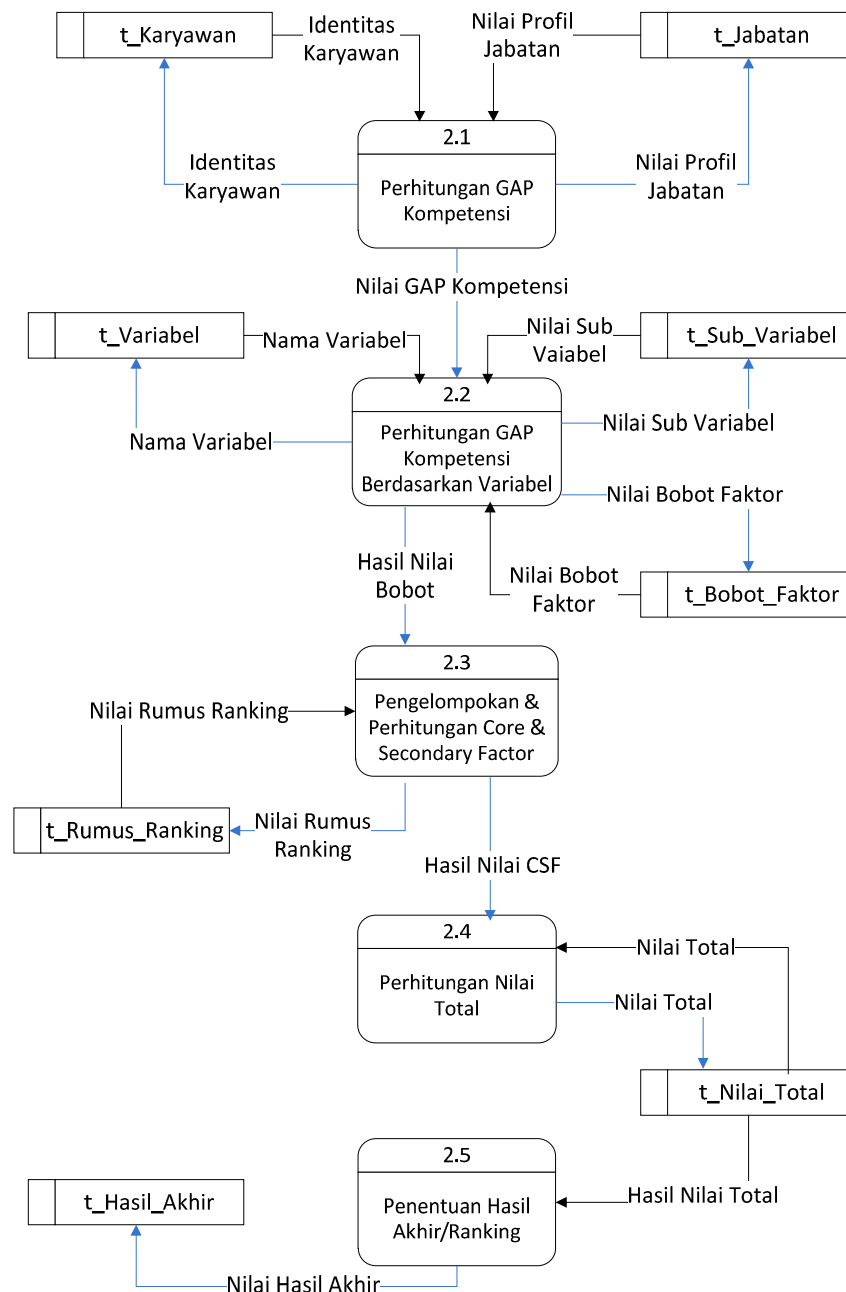 t_Karyawan
Identitas
Karyawan
Nilai Profil
Jabatan
t_Jabatan
2.1
Perhitungan GAP
Kompetensi
Identitas
Karyawan
Nilai Profil
Jabatan
Nilai GAP Kompetensi
t_Variabel
Nama Variabel
Nilai Sub
Vaiabel
t_Sub_Variabel
2.2
Perhitungan GAP
Kompetensi
Berdasarkan Variabel
Nama Variabel
Nilai Sub Variabel
Nilai Bobot Faktor
Hasil Nilai
Bobot
Nilai Bobot
Faktor
t_Bobot_Faktor
2.3
Pengelompokan &
Perhitungan Core &
Secondary Factor
Nilai Rumus Ranking
t_Rumus_Ranking
Nilai Rumus
Ranking
Hasil Nilai CSF
2.4
Perhitungan Nilai
Total
Nilai Total
Nilai Total
t_Nilai_Total
2.5
Penentuan Hasil
Akhir/Ranking
Hasil Nilai Total
t_Hasil_Akhir
Nilai Hasil Akhir